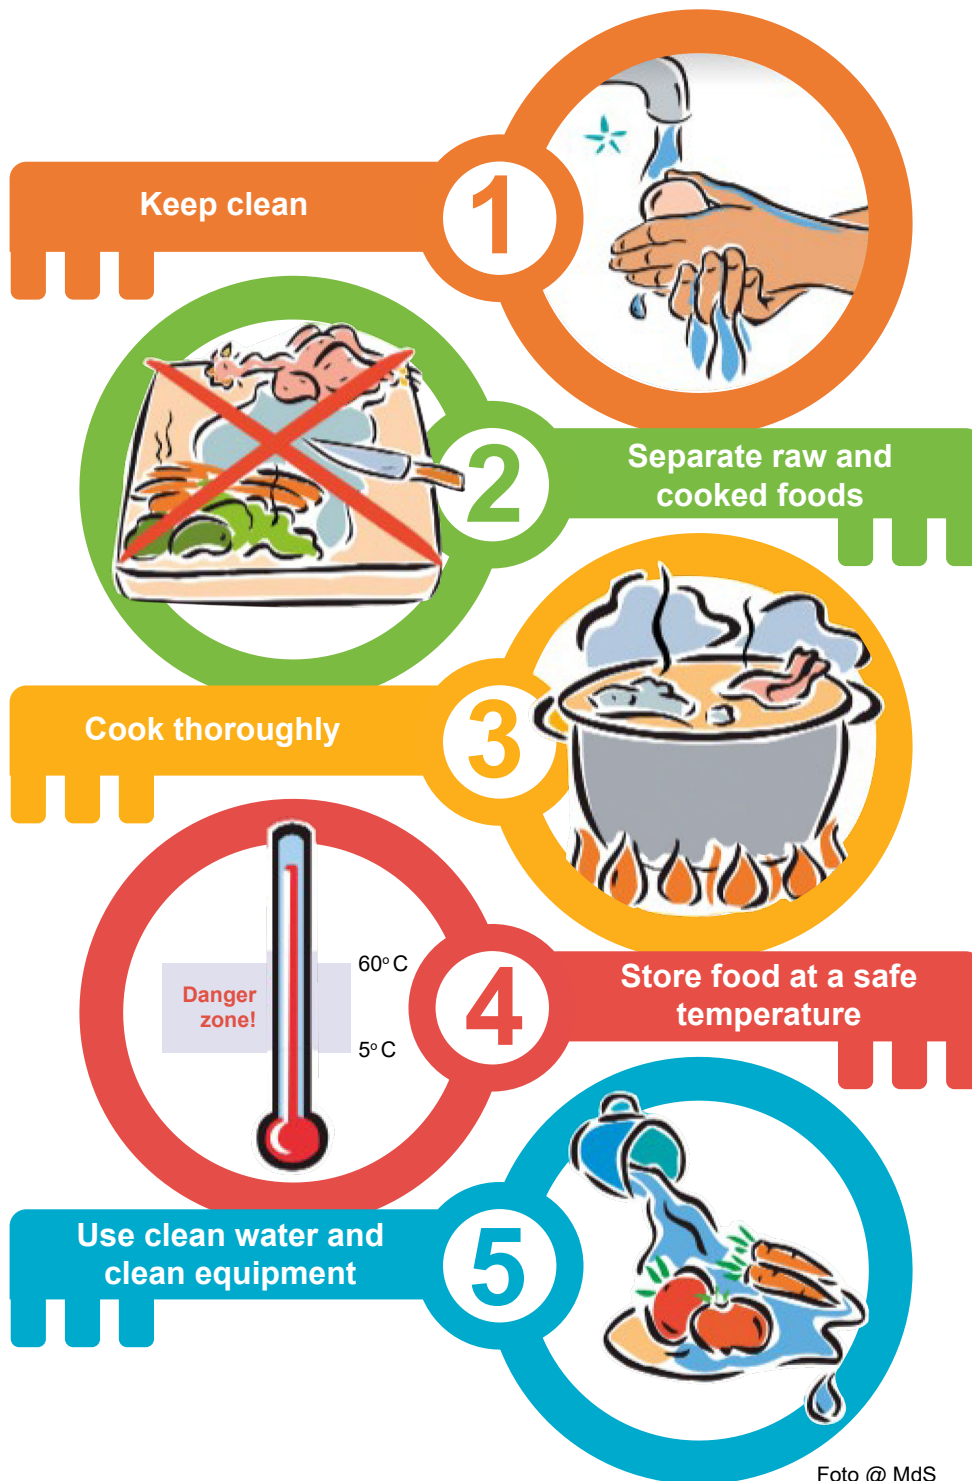 Keep clean
1
2
Separate raw and
cooked foods
Cook thoroughly
3
Danger
zone!
60° C
5° C
4
Store food at a safe
temperature
Use clean water and
clean equipment
5
Foto @ MdS